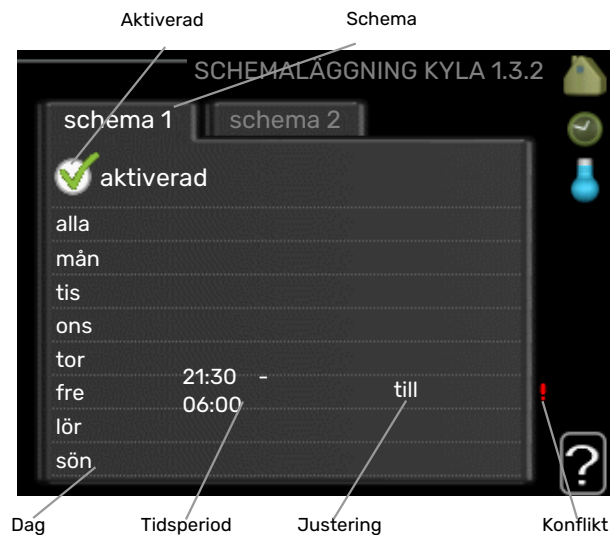 Aktiverad Schema
SCHEMALÄGGNING KYLA 1.3.2
schema 1 schema 2
aktiverad
alla
mån
tis
ons
tor
fre 21:30 - till !
06:00
lör
sön
?
Dag Tidsperiod Justering Konflikt